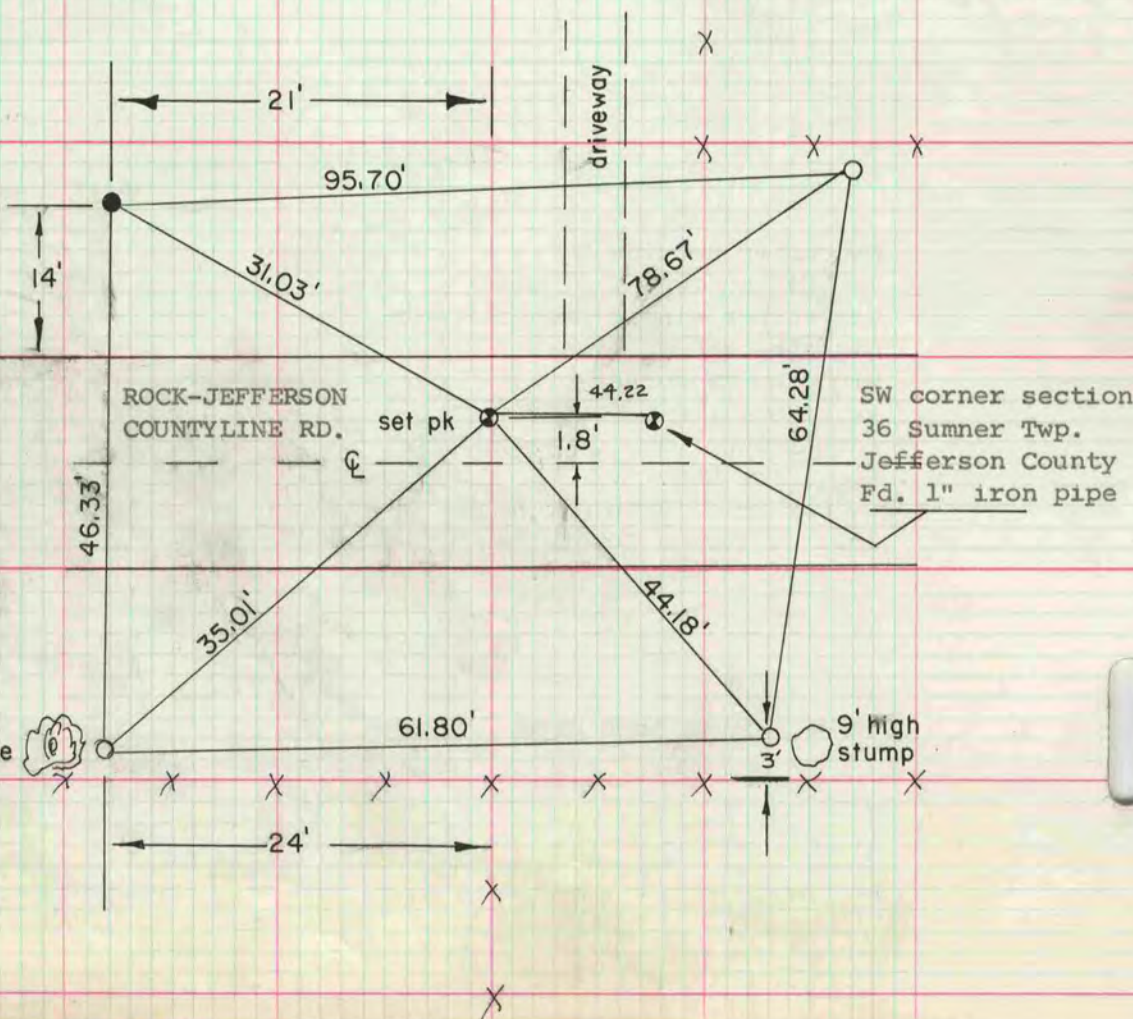 21'
driveway
95.70'
14'
31.03'
78.67'
ROCK-JEFFERSON
COUNTYLINE RD.
set pk
44.22
1.8'
℄
64.28'
SW corner section
36 Sumner Twp.
Jefferson County
Fd. 1" iron pipe
46.33'
35.01'
44.18'
61.80'
3'
9' high
stump
24'